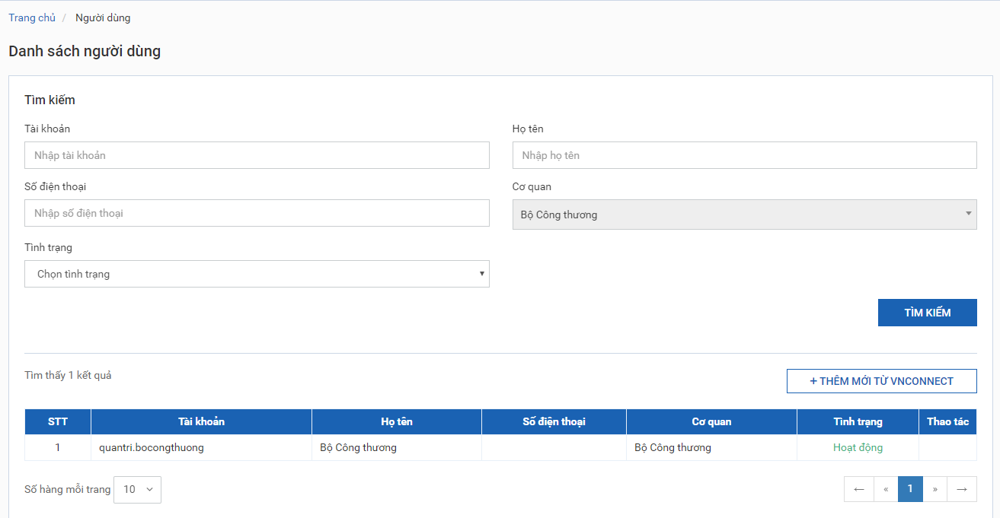 Trang chủ / Người dùng
Danh sách người dùng
Tìm kiếm
Tài khoản Họ tên
Nhập tài khoản Nhập họ tên
Số điện thoại Cơ quan
Nhập số điện thoại Bộ Công thương
Tình trạng
Chọn tình trạng
TÌM KIẾM
Tìm thấy 1 kết quả
+ THÊM MỚI TỪ VNCONNECT
STT Tài khoản Họ tên Số điện thoại Cơ quan Tình trạng Thao tác
1 quantri.bocongthuong Bộ Công thương Bộ Công thương Hoạt động
Số hàng mỗi trang 10 ← « 1 » →